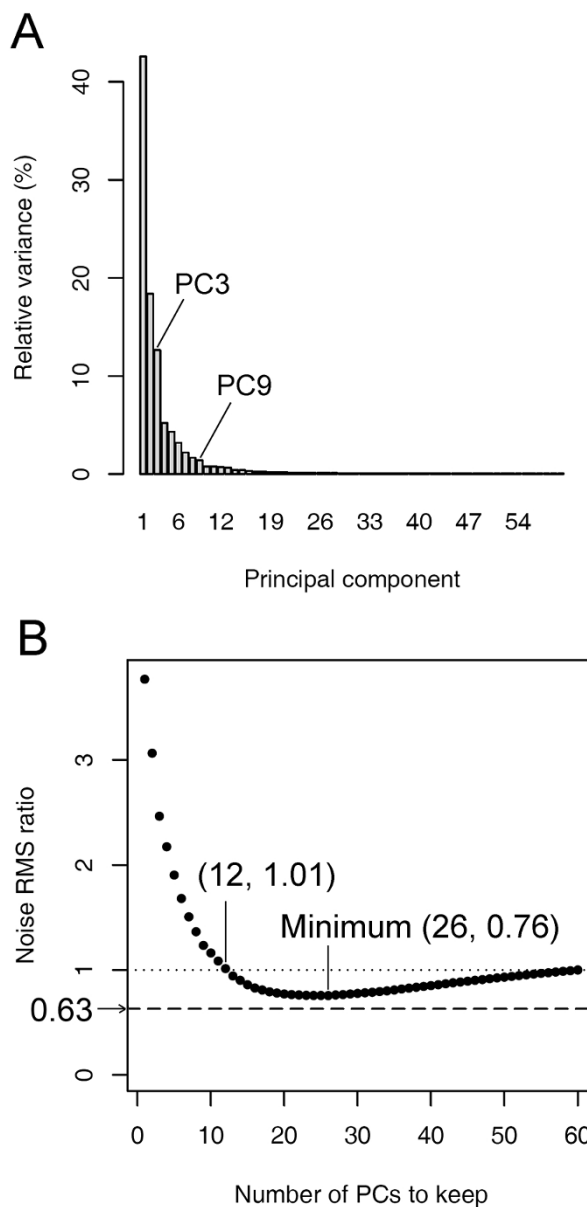 A
Relative variance (%)
40
30
20
10
0
PC3
PC9
1 6 12 19 26 33 40 47 54
Principal component
B
Noise RMS ratio
3
2
1
0.63
0
(12, 1.01)
Minimum (26, 0.76)
0 10 20 30 40 50 60
Number of PCs to keep